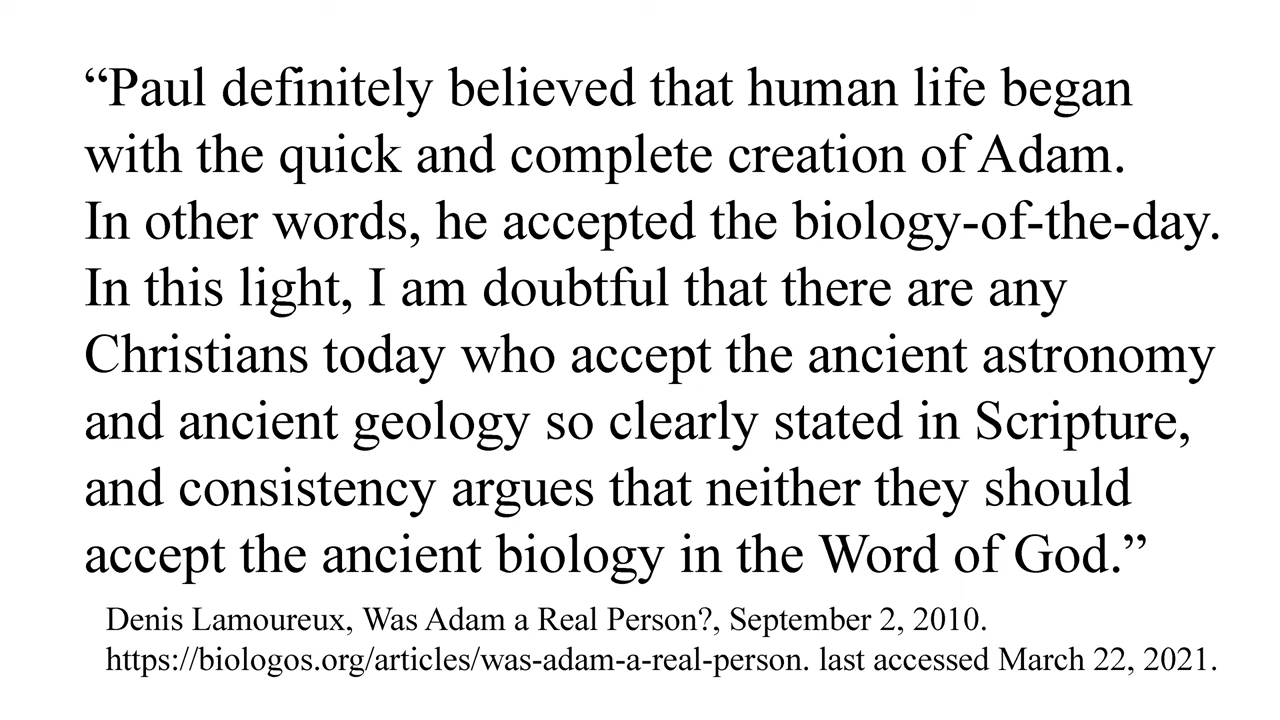 “Paul definitely believed that human life began
with the quick and complete creation of Adam.
In other words, he accepted the biology-of-the-day.
In this light, I am doubtful that there are any
Christians today who accept the ancient astronomy
and ancient geology so clearly stated in Scripture,
and consistency argues that neither they should
accept the ancient biology in the Word of God.”
Denis Lamoureux, Was Adam a Real Person?, September 2, 2010.
https://biologos.org/articles/was-adam-a-real-person. last accessed March 22, 2021.